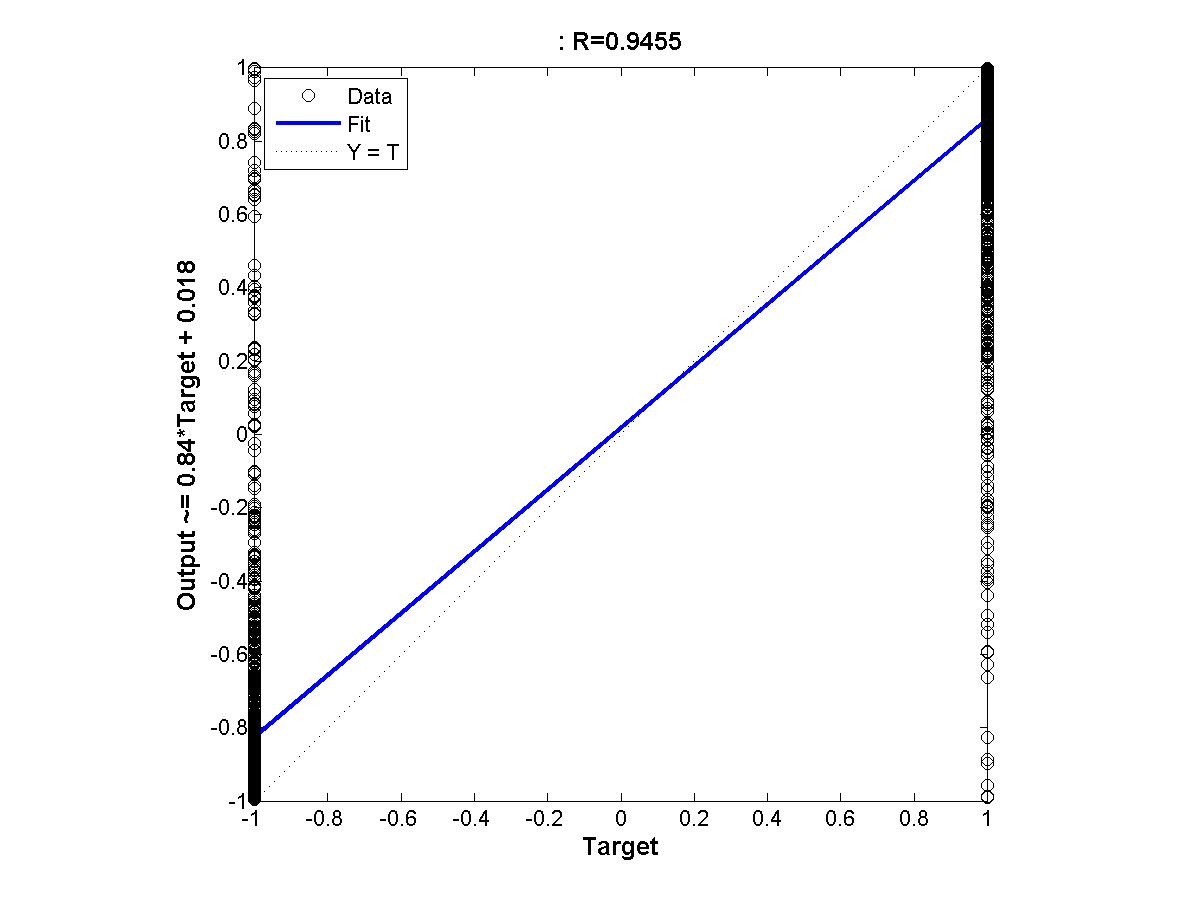 : R=0.9455
Data
Fit
Y = T
Output ~= 0.84*Target + 0.018
1
0.8
0.6
0.4
0.2
0
-0.2
-0.4
-0.6
-0.8
-1
-1 -0.8 -0.6 -0.4 -0.2 0 0.2 0.4 0.6 0.8 1
Target